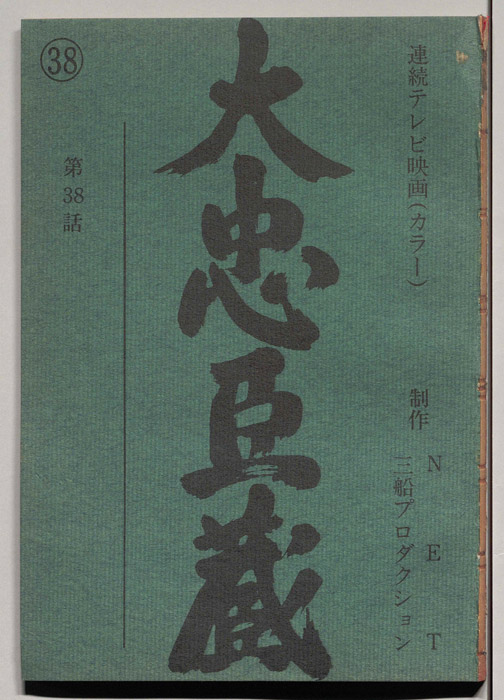 連続テレビ映画(カラー)
制作 NET
三船プロダクション
大忠臣蔵
第38話
㊳